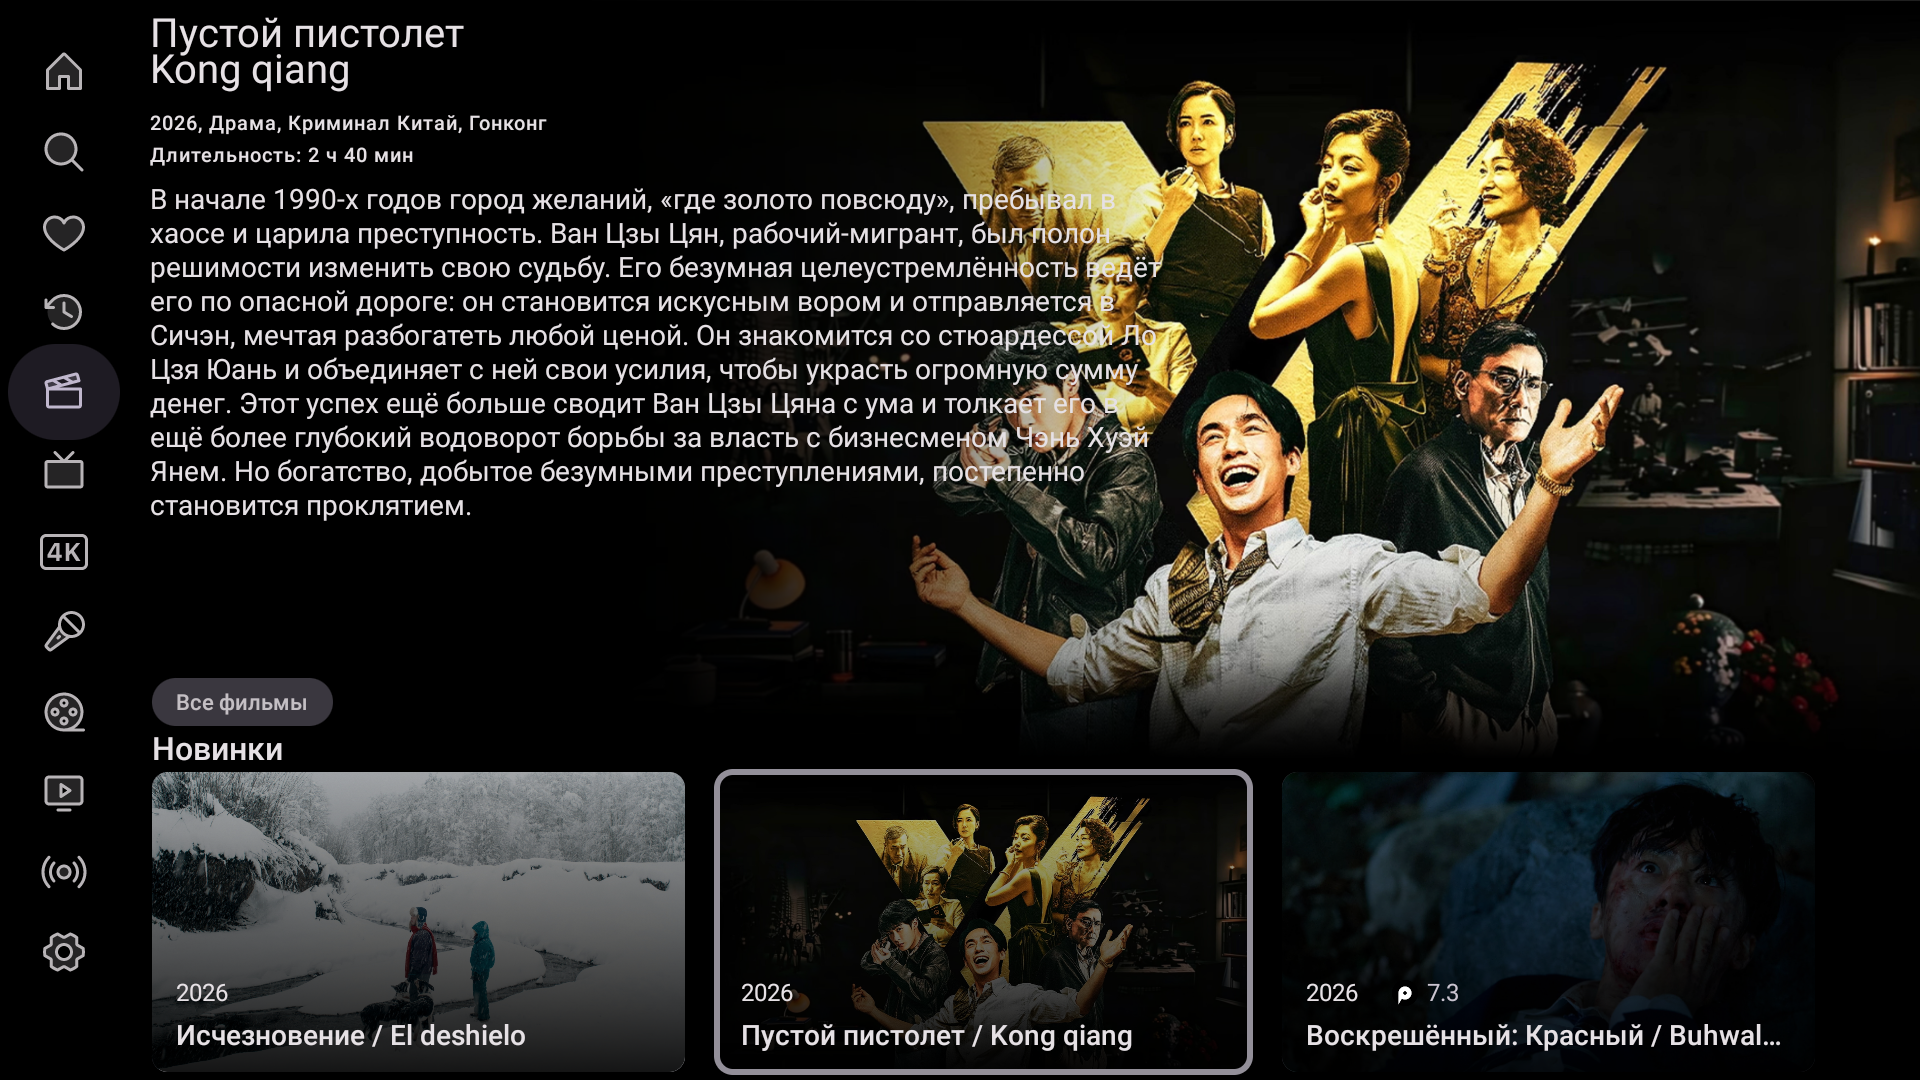 Пустой пистолет
Kong qiang
2026, Драма, Криминал Китай, Гонконг
Длительность: 2 ч 40 мин
В начале 1990-х годов город желаний, «где золото повсюду», пребывал в
хаосе и царила преступность. Ван Цзы Цян, рабочий-мигрант, был полон
решимости изменить свою судьбу. Его безумная целеустремлённость ведёт
его по опасной дороге: он становится искусным вором и отправляется в
Сичэн, мечтая разбогатеть любой ценой. Он знакомится со стюардессой Ло
Цзя Юань и объединяет с ней свои усилия, чтобы украсть огромную сумму
денег. Этот успех ещё больше сводит Ван Цзы Цяна с ума и толкает его в
ещё более глубокий водоворот борьбы за власть с бизнесменом Чэнь Хуэй
Янем. Но богатство, добытое безумными преступлениями, постепенно
становится проклятием.
4K
Все фильмы
Новинки
2026
Исчезновение / El deshielo
2026
Пустой пистолет / Kong qiang
2026 7.3
Воскрешённый: Красный / Buhwal...